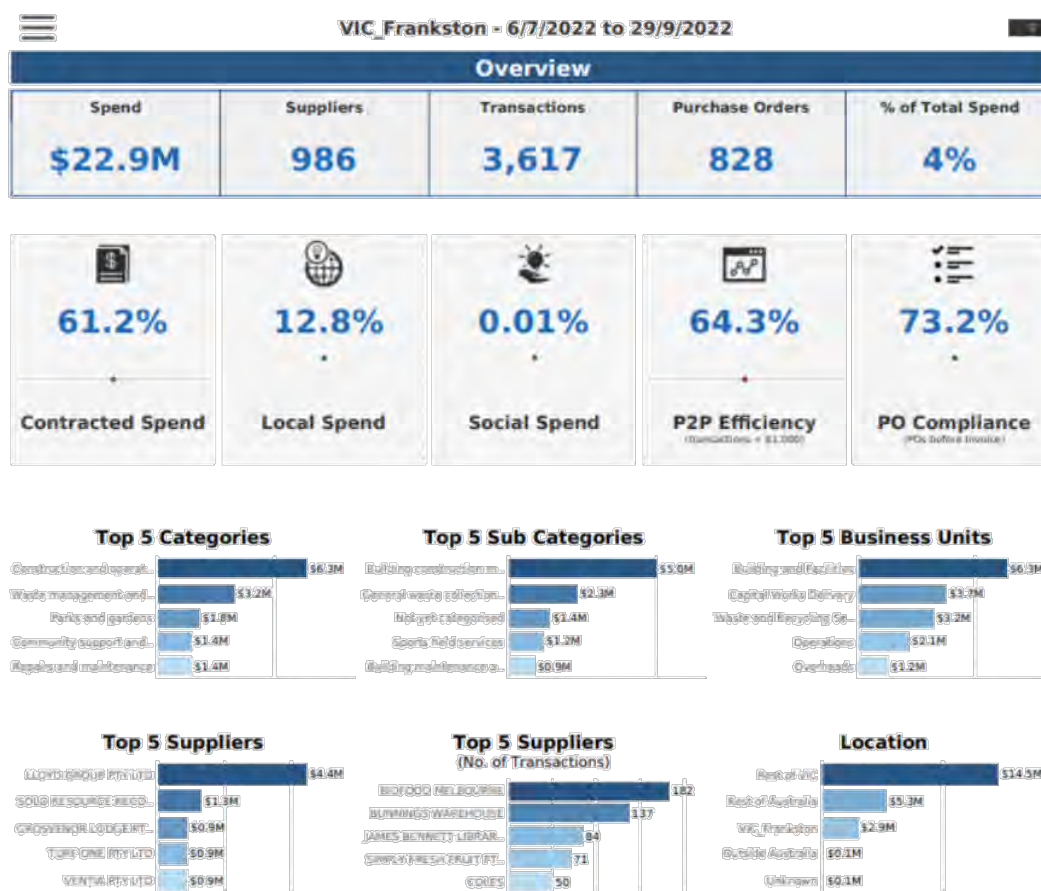 VIC_Frankston - 6/7/2022 to 29/9/2022
Overview
Spend Suppliers Transactions Purchase Orders % of Total Spend
$22.9M 986 3,617 828 4%
61.2% 12.8% 0.01% 64.3% 73.2%
Contracted Spend Local Spend Social Spend P2P Efficiency PO Compliance
(POs before Invoice)
Top 5 Categories Top 5 Sub Categories Top 5 Business Units
Construction and operat... $6.3M Building construction m... $5.0M Building and Facilities $6.3M
Waste management and... $3.2M General waste collection... $2.3M Capital Works Delivery $3.7M
Parks and gardens $1.8M Not yet categorised $1.4M Waste and Recycling Se... $3.2M
Community support and... $1.4M Sports field services $1.2M Operations $2.1M
Repairs and maintenance $1.4M Building maintenance a... $0.9M Overheads $1.2M
Top 5 Suppliers Top 5 Suppliers Location
(No. of Transactions)
LLOYD GROUP PTY LTD $4.4M BIOFOOD MELBOURNE 182 Rest of VIC $14.5M
SOLO RESOURCE RECO... $1.3M BUNNINGS WAREHOUSE 137 Rest of Australia $5.3M
GROSVENOR LODGE PT... $0.9M JAMES BENNETT LIBRAR... 84 VIC_Frankston $2.9M
TURF ONE PTY LTD $0.9M SIMPLY FRESH FRUIT PT... 71 Outside Australia $0.1M
VENTIA PTY LTD $0.9M COLES 50 Unknown $0.1M